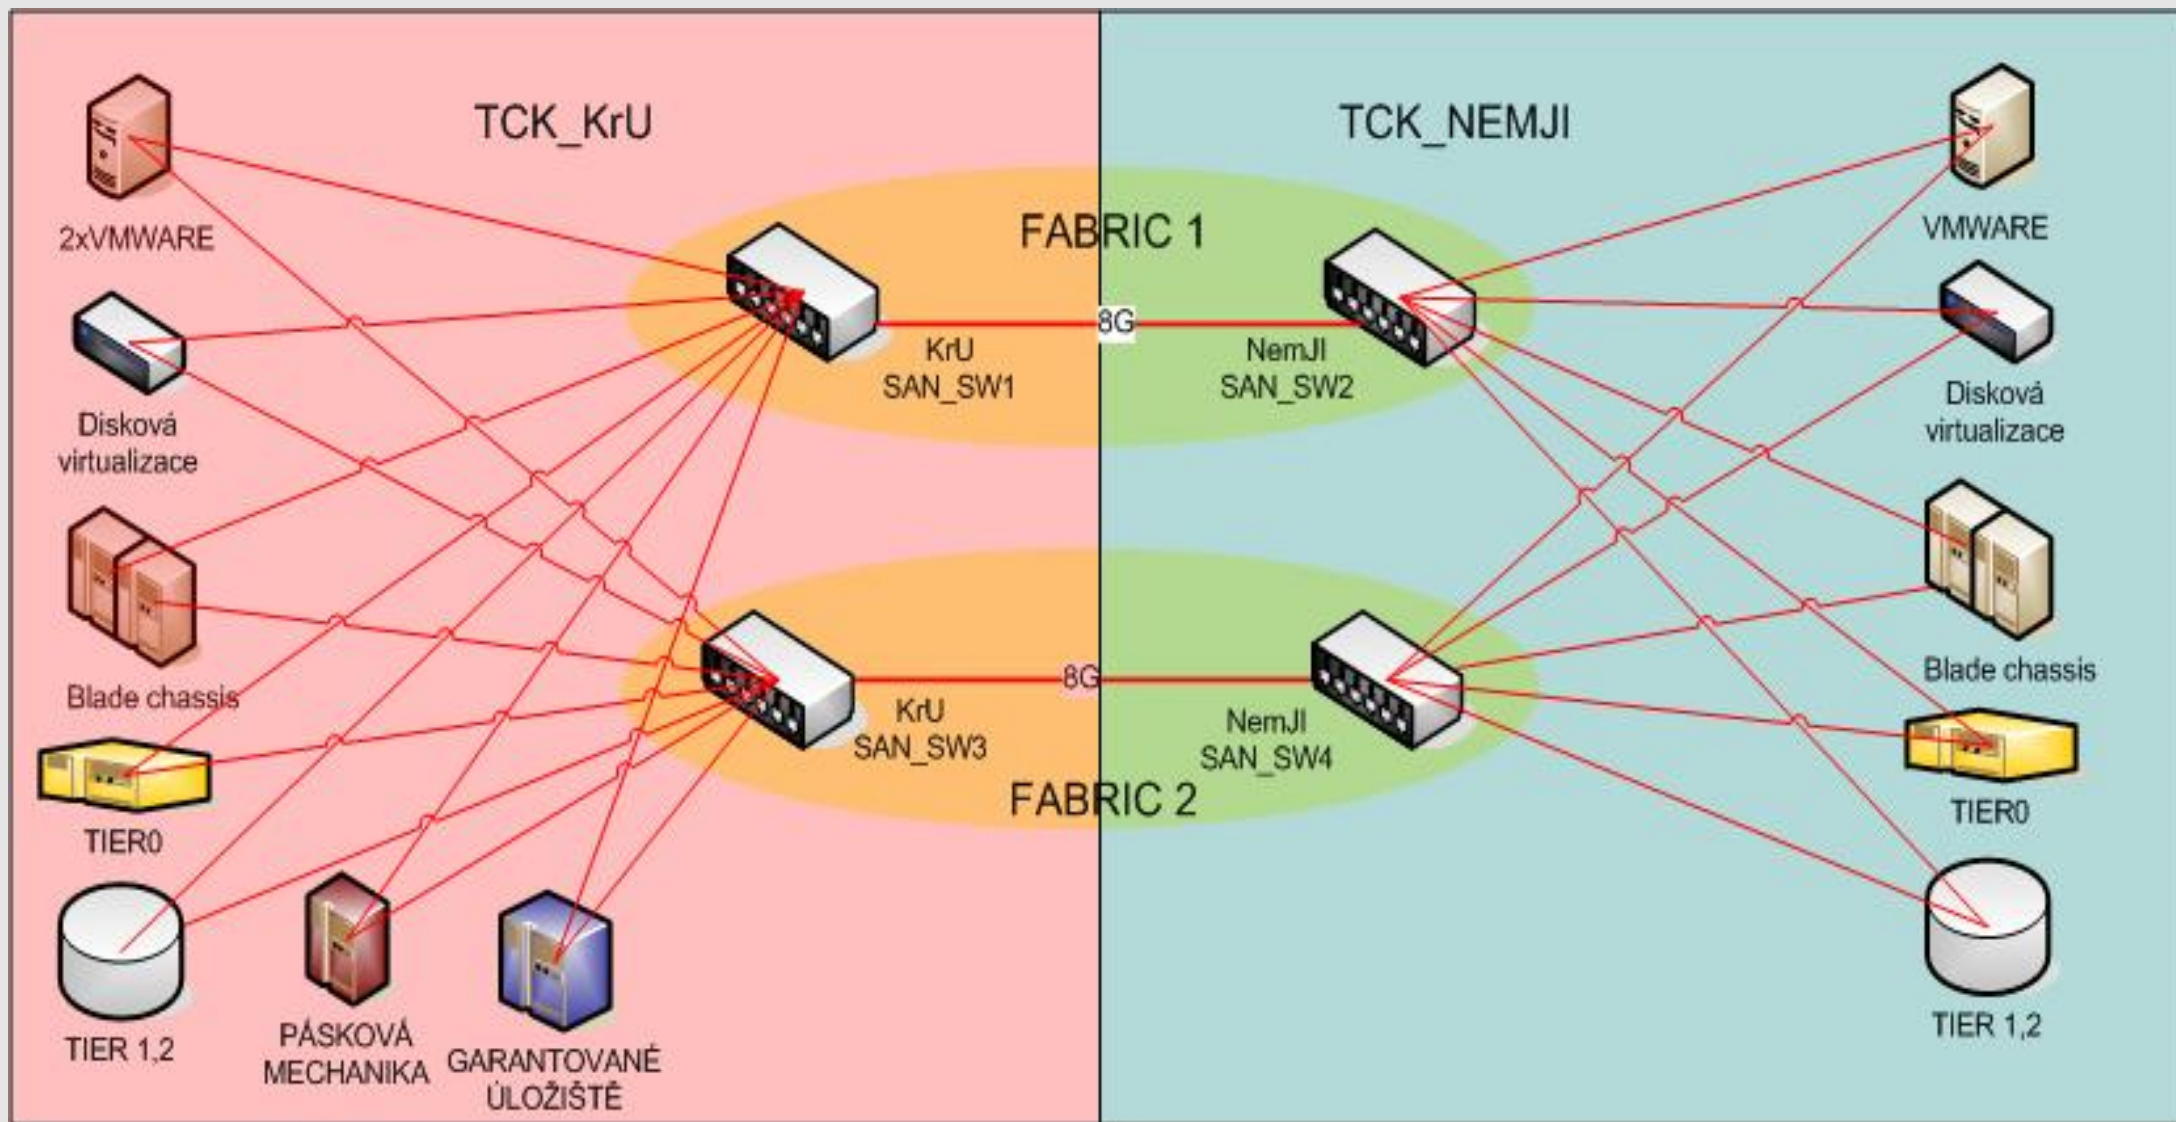 TCK_KrU
TCK_NEMJI
2xVMWARE
FABRIC 1
VMWARE
8G
KrU
SAN_SW1
NemJI
SAN_SW2
Disková
virtualizace
Disková
virtualizace
Blade chassis
8G
KrU
SAN_SW3
NemJI
SAN_SW4
Blade chassis
FABRIC 2
TIER0
TIER0
TIER 1,2
PÁSKOVÁ
MECHANIKA
GARANTOVANÉ
ÚLOŽIŠTĚ
TIER 1,2